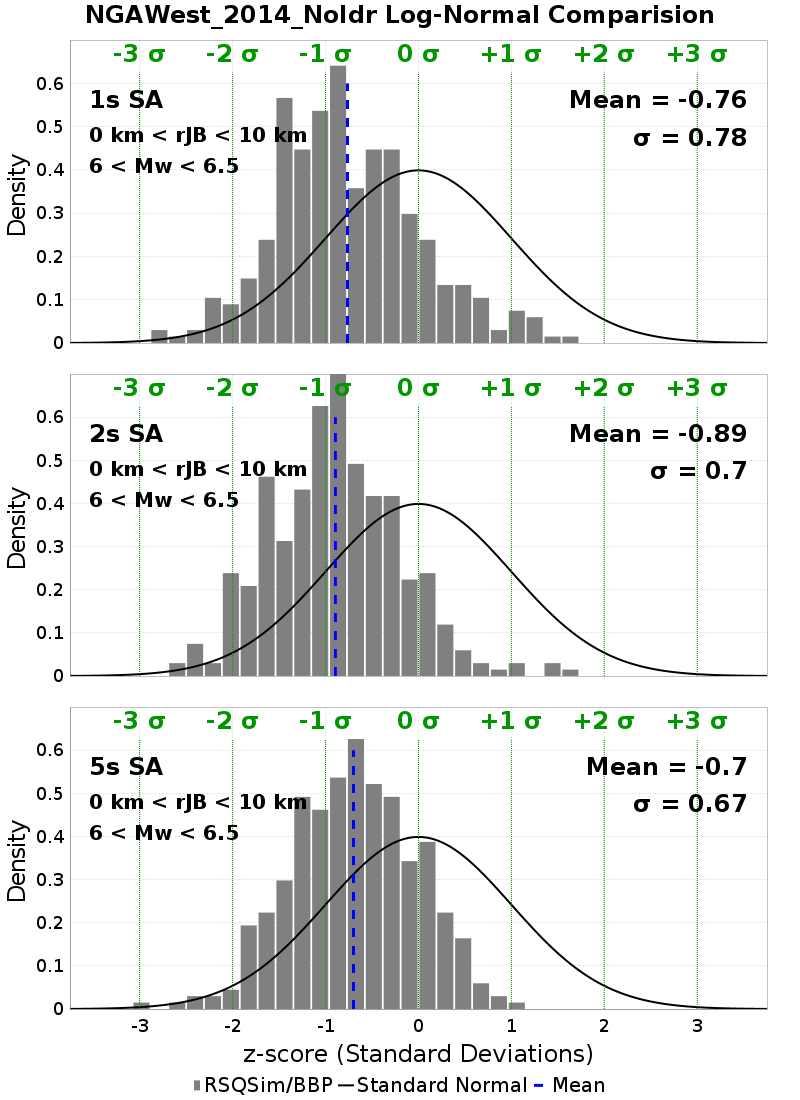 NGAWest_2014_NoIdr Log-Normal Comparision
-3 σ -2 σ -1 σ 0 σ +1 σ +2 σ +3 σ
1s SA
Mean = -0.76
0 km < rJB < 10 km
σ = 0.78
6 < Mw < 6.5
Density
0.6
0.5
0.4
0.3
0.2
0.1
0
-3 σ -2 σ -1 σ 0 σ +1 σ +2 σ +3 σ
2s SA
Mean = -0.89
0 km < rJB < 10 km
σ = 0.7
6 < Mw < 6.5
Density
0.6
0.5
0.4
0.3
0.2
0.1
0
-3 σ -2 σ -1 σ 0 σ +1 σ +2 σ +3 σ
5s SA
Mean = -0.7
0 km < rJB < 10 km
σ = 0.67
6 < Mw < 6.5
Density
0.6
0.5
0.4
0.3
0.2
0.1
0
-3 -2 -1 0 1 2 3
z-score (Standard Deviations)
RSQSim/BBP Standard Normal Mean